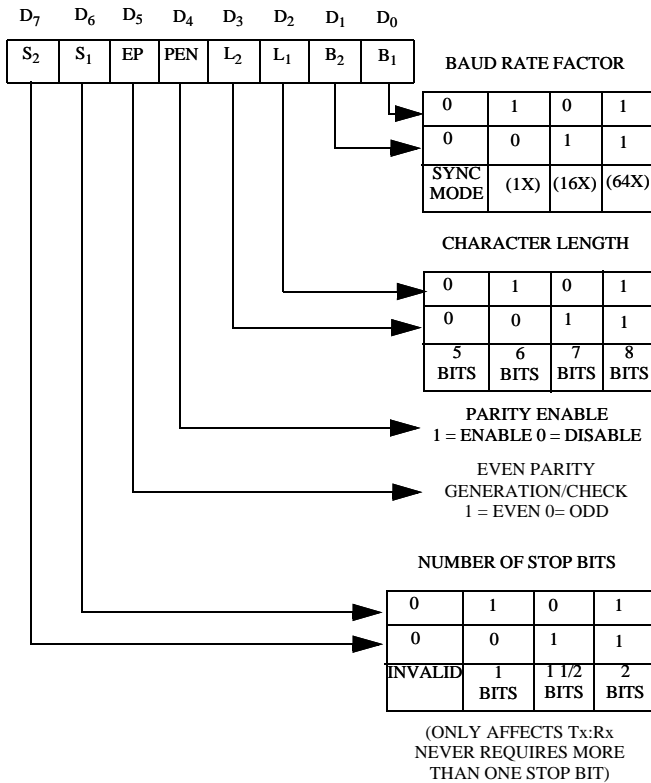 D7 D6 D5 D4 D3 D2 D1 D0
S2 S1 EP PEN L2 L1 B2 B1
BAUD RATE FACTOR
0 1 0 1
0 0 1 1
SYNC MODE (1X) (16X) (64X)
CHARACTER LENGTH
0 1 0 1
0 0 1 1
5 6 7 8
BITS BITS BITS BITS
PARITY ENABLE
1 = ENABLE 0 = DISABLE
EVEN PARITY
GENERATION/CHECK
1 = EVEN 0= ODD
NUMBER OF STOP BITS
0 1 0 1
0 0 1 1
INVALID 1 1 1/2 2
BITS BITS BITS
(ONLY AFFECTS Tx:Rx
NEVER REQUIRES MORE
THAN ONE STOP BIT)